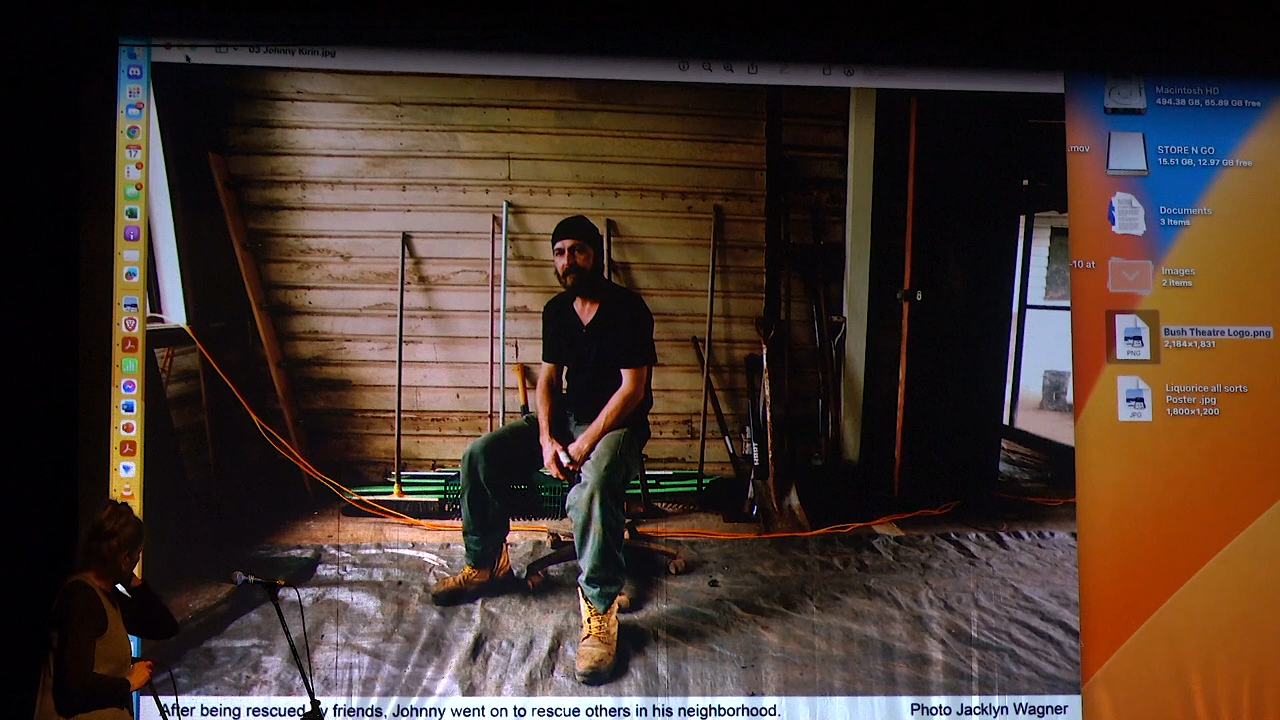 03 Johnny Kirin.jpg
17
Macintosh HD
494.38 GB, 65.89 GB free
.mov
STORE N GO
15.51 GB, 12.97 GB free
Documents
3 items
-10 at
Images
2 items
Bush Theatre Logo.png
2,184×1,831
PNG
Liquorice all sorts
Poster .jpg
1,800×1,200
JPG
After being rescued by friends, Johnny went on to rescue others in his neighborhood.
Photo Jacklyn Wagner